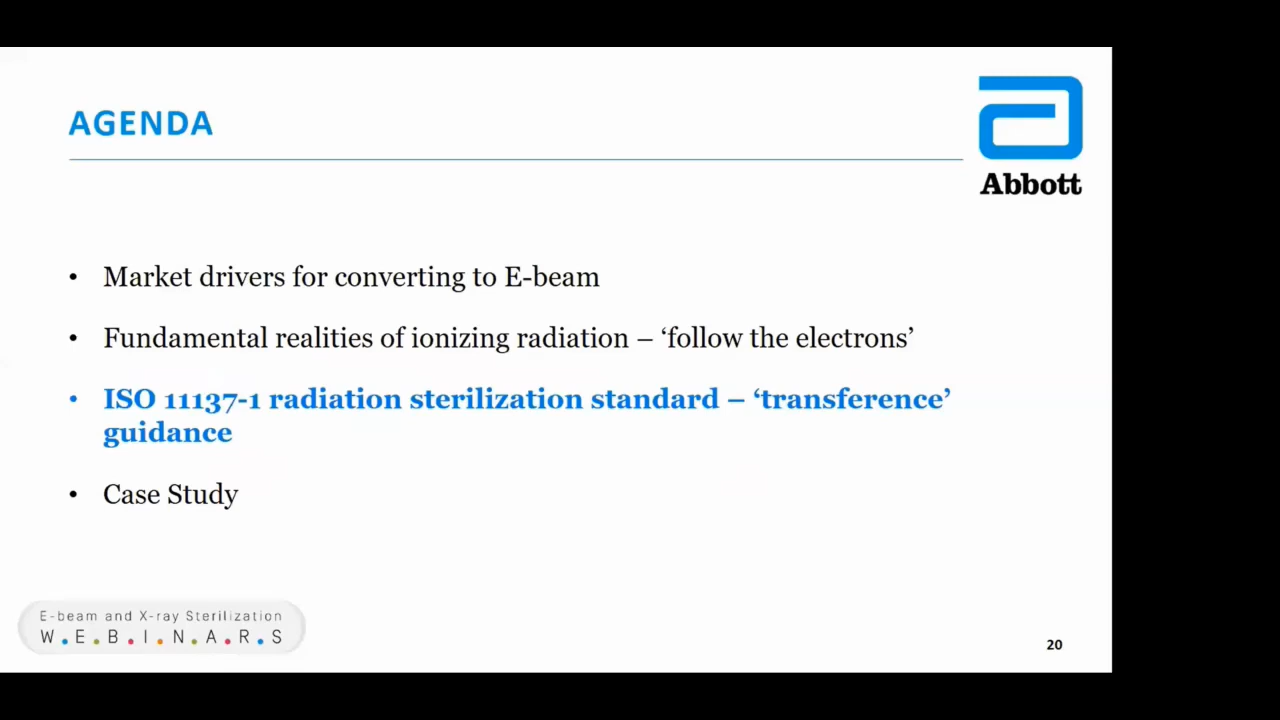 AGENDA
Abbott
• Market drivers for converting to E-beam
• Fundamental realities of ionizing radiation – ‘follow the electrons’
• ISO 11137-1 radiation sterilization standard – ‘transference’
guidance
• Case Study
E-beam and X-ray Sterilization
W.E.B.I.N.A.R.S
20